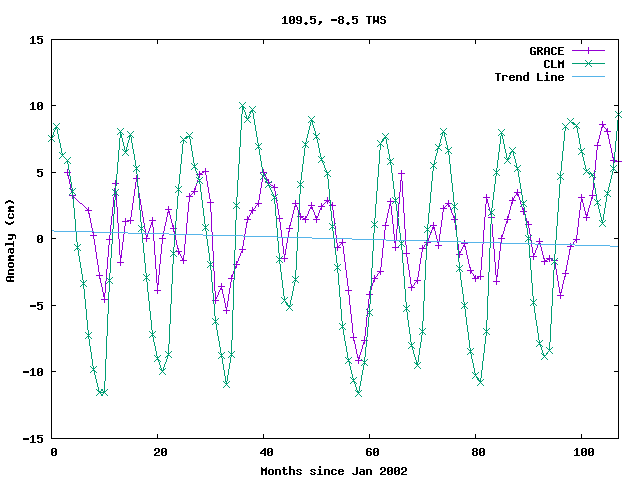 109.5, -8.5 TWS
GRACE
CLM
Trend Line
15
10
5
0
-5
-10
-15
Anomaly (cm)
0 20 40 60 80 100
Months since Jan 2002